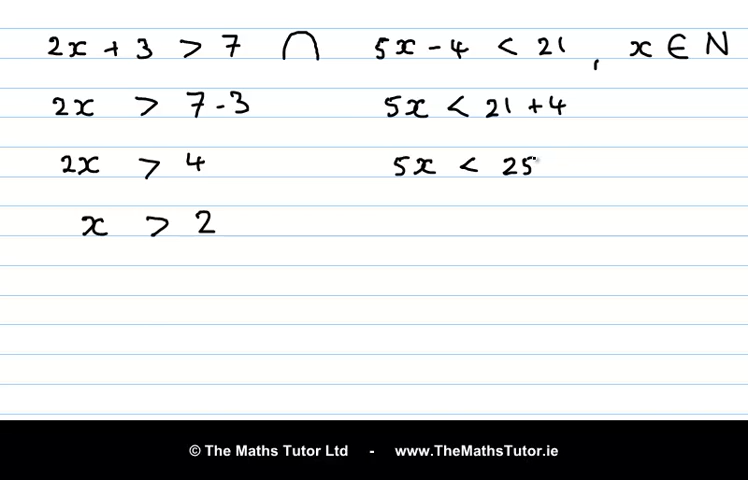 2x + 3 > 7 ∩ 5x - 4 < 21, x ∈ N
2x > 7 - 3 5x < 21 + 4
2x > 4 5x < 25
x > 2
© The Maths Tutor Ltd - www.TheMathsTutor.ie